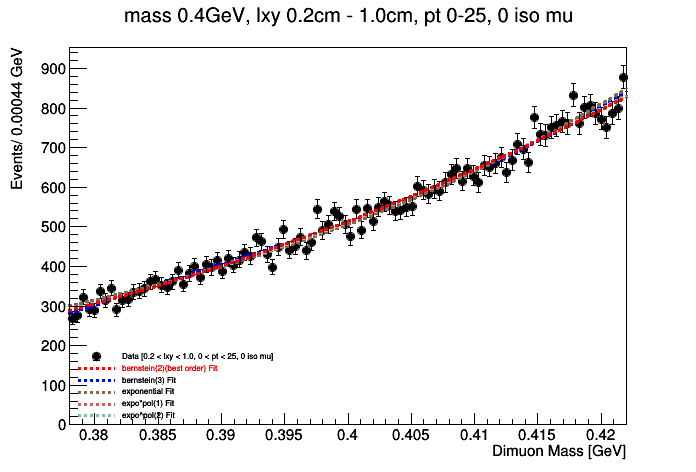 mass 0.4GeV, lxy 0.2cm - 1.0cm, pt 0-25, 0 iso mu
Events/ 0.00044 GeV
900
800
700
600
500
400
300
200
100
0
Data [0.2 < lxy < 1.0, 0 < pt < 25, 0 iso mu]
bernstein(2)(best order) Fit
bernstein(3) Fit
exponential Fit
expo*pol(1) Fit
expo*pol(2) Fit
0.38 0.385 0.39 0.395 0.4 0.405 0.41 0.415 0.42
Dimuon Mass [GeV]